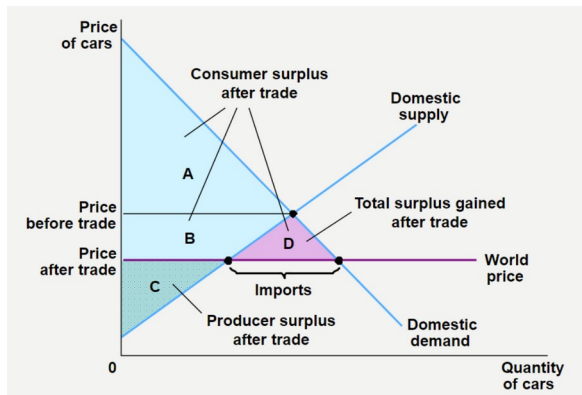 Price
of cars
Consumer surplus
after trade
Domestic
supply
A
Price
before trade
Total surplus gained
after trade
B
D
Price
after trade
World
price
C
Imports
Producer surplus
after trade
Domestic
demand
0
Quantity
of cars